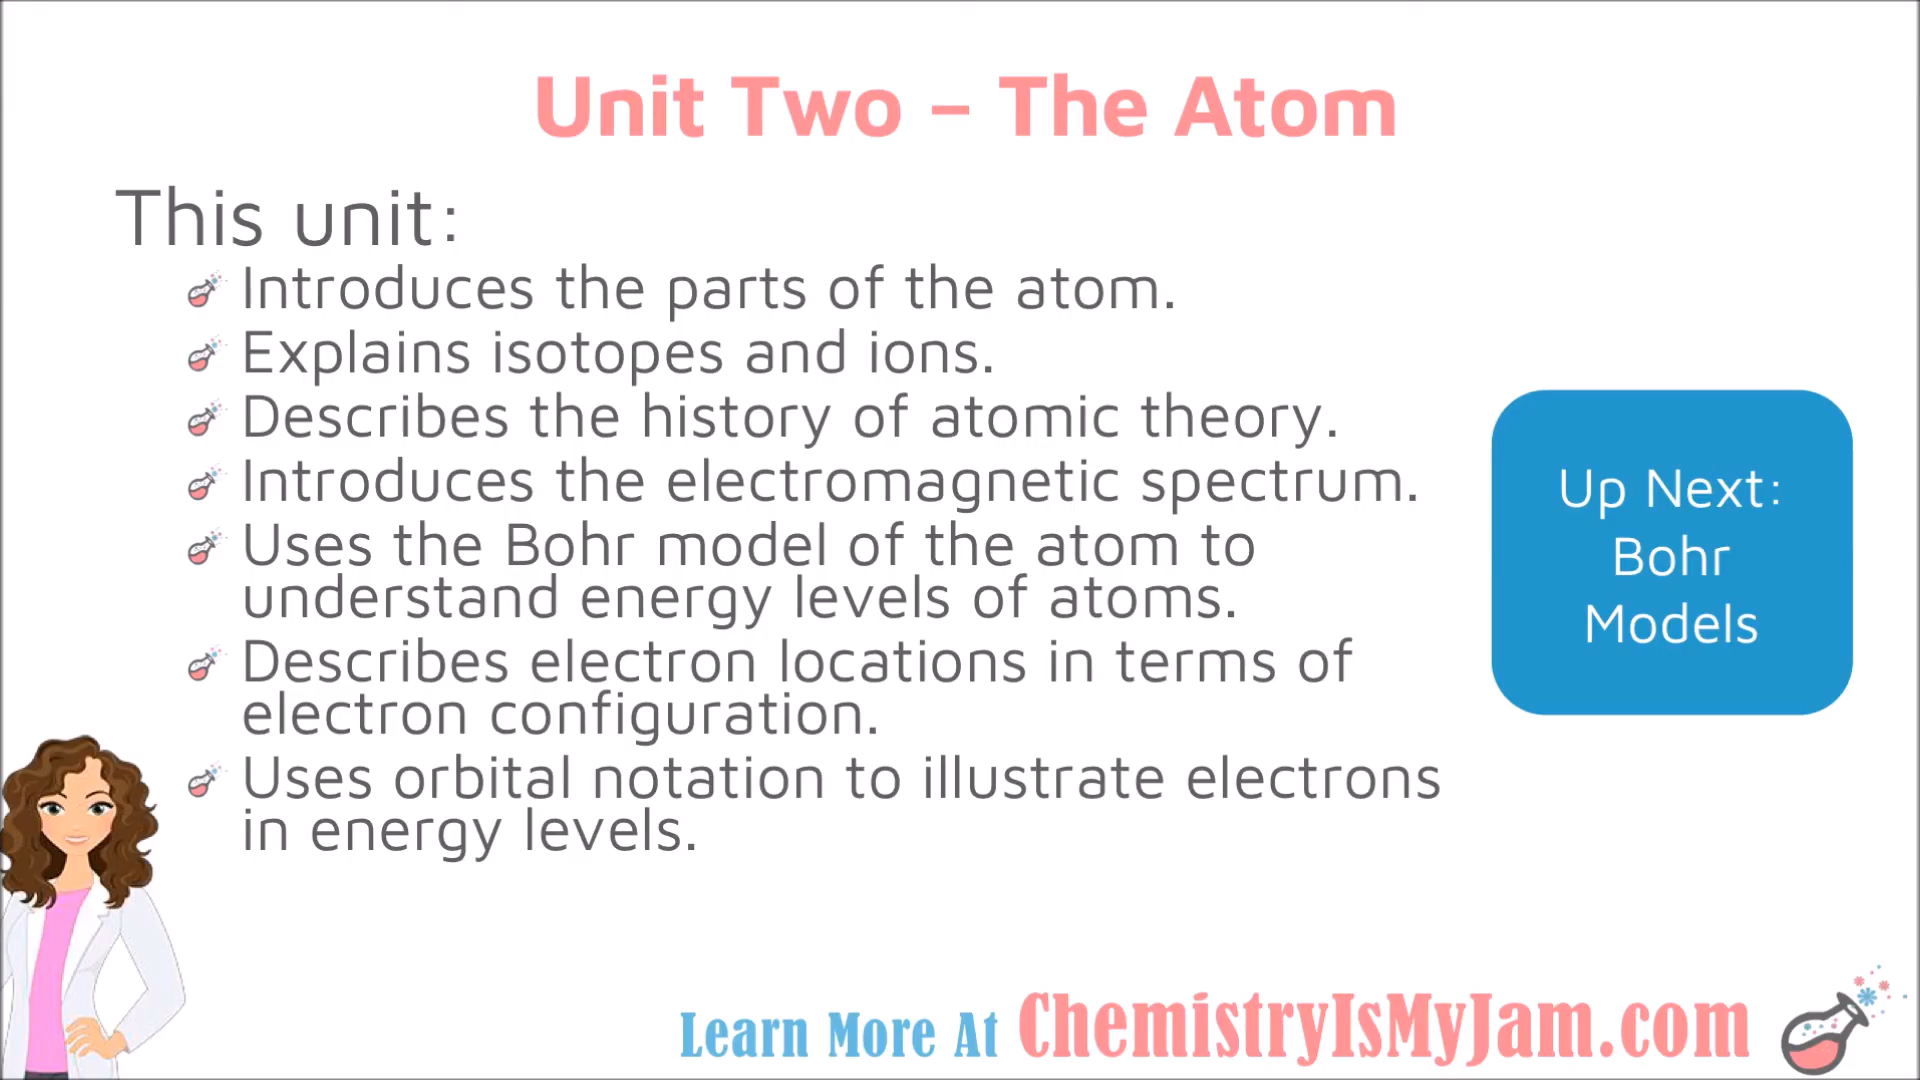 Unit Two – The Atom
This unit:
Introduces the parts of the atom.
Explains isotopes and ions.
Describes the history of atomic theory.
Introduces the electromagnetic spectrum.
Uses the Bohr model of the atom to
understand energy levels of atoms.
Describes electron locations in terms of
electron configuration.
Uses orbital notation to illustrate electrons
in energy levels.
Up Next:
Bohr
Models
Learn More At ChemistryIsMyJam.com